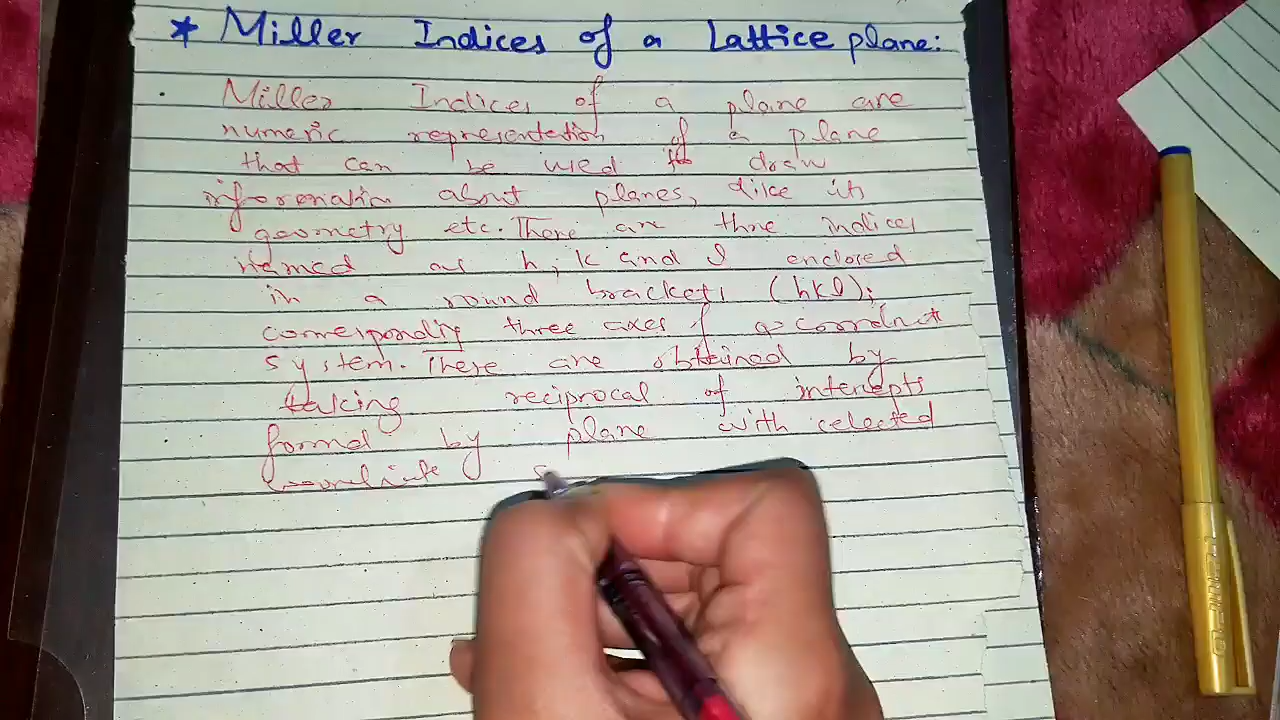 * Miller Indices of a Lattice plane:
. Miller Indices of a plane are
numeric representation of a plane
that can be used to draw
information about planes, like its
geometry etc. There are three indices
named as h, k and l enclosed
in a round brackets (hkl);
corresponding three axes of a coordinate
system. These are obtained by
taking reciprocal of intercepts
formed by plane with selected
coordinate s
TEMPO